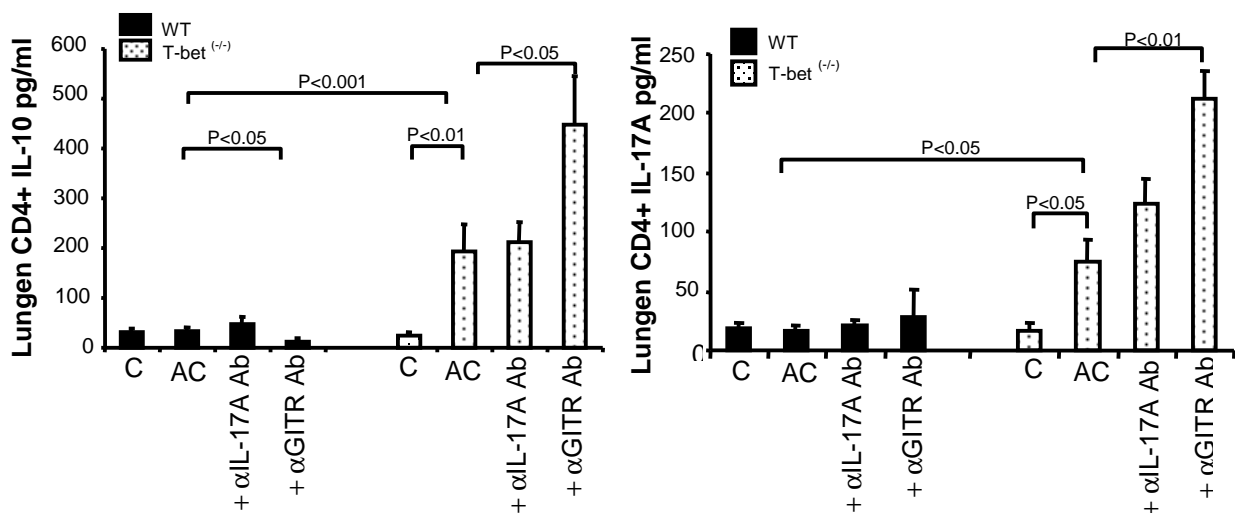 Lungen CD4+ IL-10 pg/ml
WT
T-bet (-/-)
600
500
400
300
200
100
0
P<0.001
P<0.05
P<0.05
P<0.01
C
AC
+ αIL-17A Ab
+ αGITR Ab
C
AC
+ αIL-17A Ab
+ αGITR Ab
Lungen CD4+ IL-17A pg/ml
WT
T-bet (-/-)
250
200
150
100
50
0
P<0.01
P<0.05
P<0.05
C
AC
+ αIL-17A Ab
+ αGITR Ab
C
AC
+ αIL-17A Ab
+ αGITR Ab